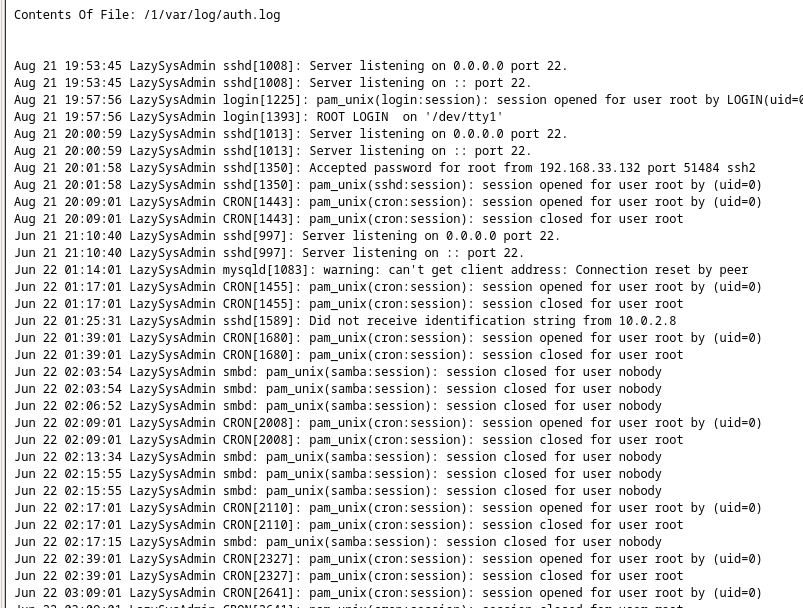 Contents Of File: /1/var/log/auth.log
Aug 21 19:53:45 LazySysAdmin sshd[1008]: Server listening on 0.0.0.0 port 22.
Aug 21 19:53:45 LazySysAdmin sshd[1008]: Server listening on :: port 22.
Aug 21 19:57:56 LazySysAdmin login[1225]: pam_unix(login:session): session opened for user root by LOGIN(uid=0
Aug 21 19:57:56 LazySysAdmin login[1393]: ROOT LOGIN  on '/dev/tty1'
Aug 21 20:00:59 LazySysAdmin sshd[1013]: Server listening on 0.0.0.0 port 22.
Aug 21 20:00:59 LazySysAdmin sshd[1013]: Server listening on :: port 22.
Aug 21 20:01:58 LazySysAdmin sshd[1350]: Accepted password for root from 192.168.33.132 port 51484 ssh2
Aug 21 20:01:58 LazySysAdmin sshd[1350]: pam_unix(sshd:session): session opened for user root by (uid=0)
Aug 21 20:09:01 LazySysAdmin CRON[1443]: pam_unix(cron:session): session opened for user root by (uid=0)
Aug 21 20:09:01 LazySysAdmin CRON[1443]: pam_unix(cron:session): session closed for user root
Jun 21 21:10:40 LazySysAdmin sshd[997]: Server listening on 0.0.0.0 port 22.
Jun 21 21:10:40 LazySysAdmin sshd[997]: Server listening on :: port 22.
Jun 22 01:14:01 LazySysAdmin mysqld[1083]: warning: can't get client address: Connection reset by peer
Jun 22 01:17:01 LazySysAdmin CRON[1455]: pam_unix(cron:session): session opened for user root by (uid=0)
Jun 22 01:17:01 LazySysAdmin CRON[1455]: pam_unix(cron:session): session closed for user root
Jun 22 01:25:31 LazySysAdmin sshd[1589]: Did not receive identification string from 10.0.2.8
Jun 22 01:39:01 LazySysAdmin CRON[1680]: pam_unix(cron:session): session opened for user root by (uid=0)
Jun 22 01:39:01 LazySysAdmin CRON[1680]: pam_unix(cron:session): session closed for user root
Jun 22 02:03:54 LazySysAdmin smbd: pam_unix(samba:session): session closed for user nobody
Jun 22 02:03:54 LazySysAdmin smbd: pam_unix(samba:session): session closed for user nobody
Jun 22 02:06:52 LazySysAdmin smbd: pam_unix(samba:session): session closed for user nobody
Jun 22 02:09:01 LazySysAdmin CRON[2008]: pam_unix(cron:session): session opened for user root by (uid=0)
Jun 22 02:09:01 LazySysAdmin CRON[2008]: pam_unix(cron:session): session closed for user root
Jun 22 02:13:34 LazySysAdmin smbd: pam_unix(samba:session): session closed for user nobody
Jun 22 02:15:55 LazySysAdmin smbd: pam_unix(samba:session): session closed for user nobody
Jun 22 02:15:55 LazySysAdmin smbd: pam_unix(samba:session): session closed for user nobody
Jun 22 02:17:01 LazySysAdmin CRON[2110]: pam_unix(cron:session): session opened for user root by (uid=0)
Jun 22 02:17:01 LazySysAdmin CRON[2110]: pam_unix(cron:session): session closed for user root
Jun 22 02:17:15 LazySysAdmin smbd: pam_unix(samba:session): session closed for user nobody
Jun 22 02:39:01 LazySysAdmin CRON[2327]: pam_unix(cron:session): session opened for user root by (uid=0)
Jun 22 02:39:01 LazySysAdmin CRON[2327]: pam_unix(cron:session): session closed for user root
Jun 22 03:09:01 LazySysAdmin CRON[2641]: pam_unix(cron:session): session opened for user root by (uid=0)